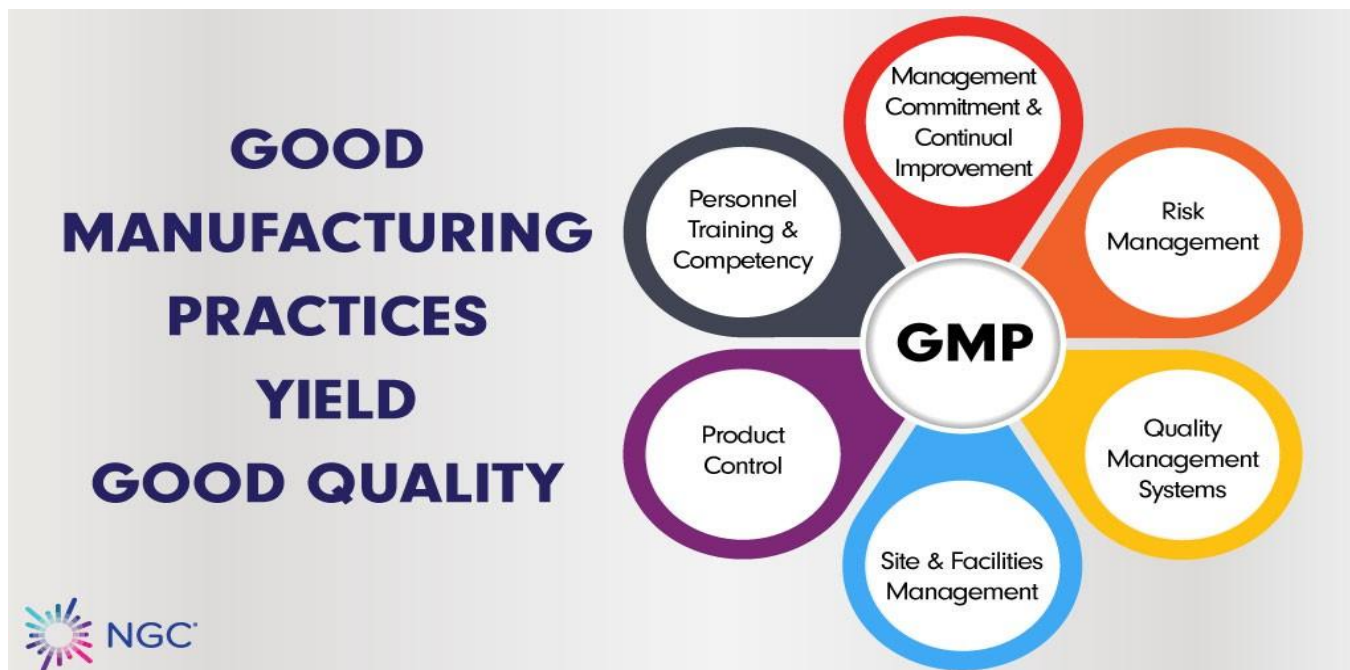 GOOD
MANUFACTURING
PRACTICES
YIELD
GOOD QUALITY
Management
Commitment &
Continual
Improvement
Risk
Management
Quality
Management
Systems
Site & Facilities
Management
Product
Control
Personnel
Training &
Competency
GMP
NGC®